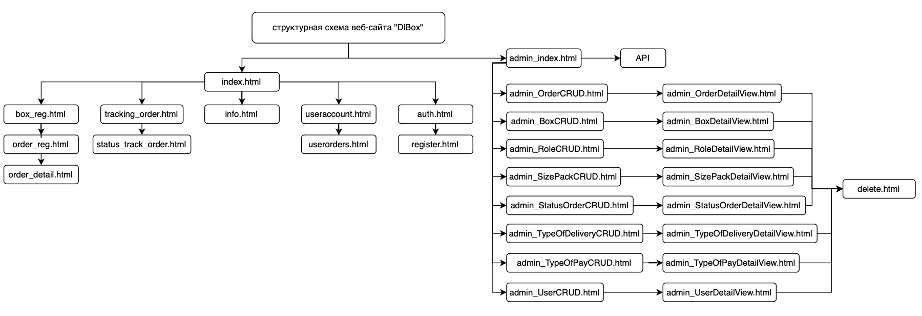 структурная схема веб-сайта "DIBox"
admin_index.html
API
index.html
box_reg.html
tracking_order.html
info.html
useraccount.html
auth.html
order_reg.html
status_track_order.html
userorders.html
register.html
order_detail.html
admin_OrderCRUD.html
admin_OrderDetailView.html
admin_BoxCRUD.html
admin_BoxDetailView.html
admin_RoleCRUD.html
admin_RoleDetailView.html
admin_SizePackCRUD.html
admin_SizePackDetailView.html
delete.html
admin_StatusOrderCRUD.html
admin_StatusOrderDetailView.html
admin_TypeOfDeliveryCRUD.html
admin_TypeOfDeliveryDetailView.html
admin_TypeOfPayCRUD.html
admin_TypeOfPayDetailView.html
admin_UserCRUD.html
admin_UserDetailView.html